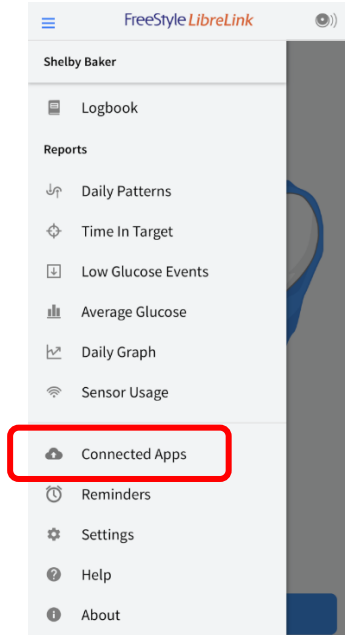 FreeStyle LibreLink
Shelby Baker
Logbook
Reports
Daily Patterns
Time In Target
Low Glucose Events
Average Glucose
Daily Graph
Sensor Usage
Connected Apps
Reminders
Settings
Help
About